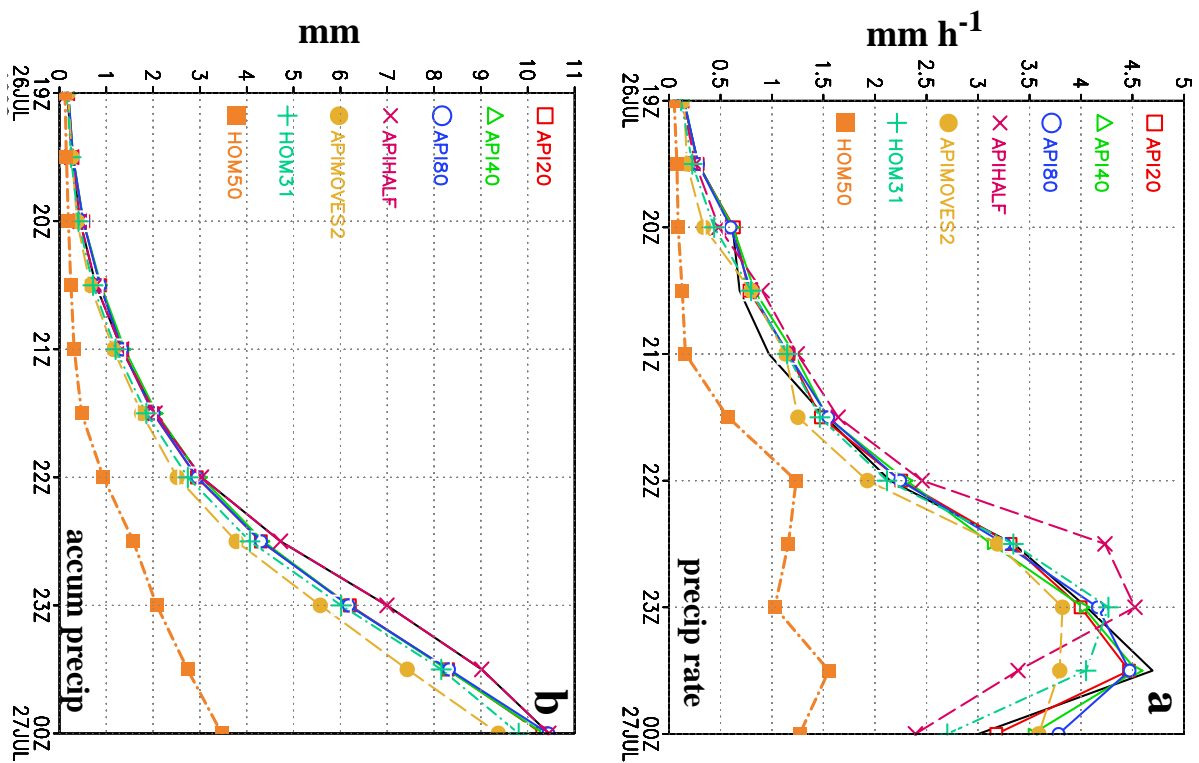 mm h-1
5
4.5
4
3.5
3
2.5
2
1.5
1
0.5
0
API20
API40
API80
APIHALF
APIMOVES2
HOM31
HOM50
a
precip rate
19Z 20Z 21Z 22Z 23Z 00Z
26JUL 27JUL
mm
11
10
9
8
7
6
5
4
3
2
1
0
API20
API40
API80
APIHALF
APIMOVES2
HOM31
HOM50
b
accum precip
19Z 20Z 21Z 22Z 23Z 00Z
26JUL 27JUL